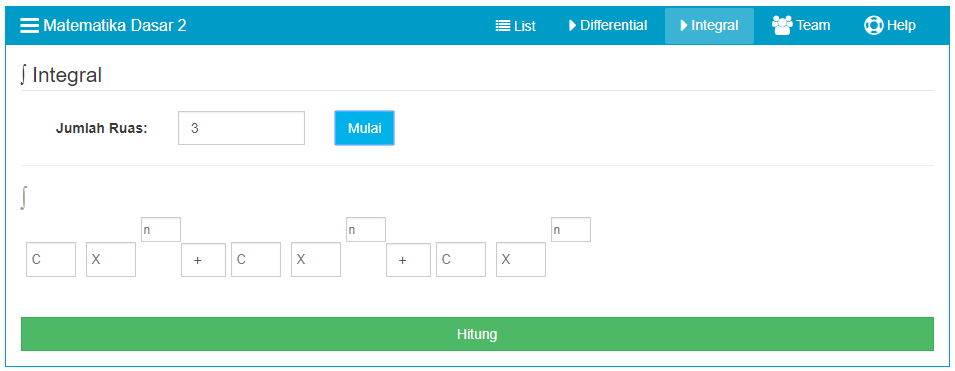 Matematika Dasar 2 List Differential Integral Team Help
∫ Integral
Jumlah Ruas: 3 Mulai
∫
n n n
C X + C X + C X
Hitung